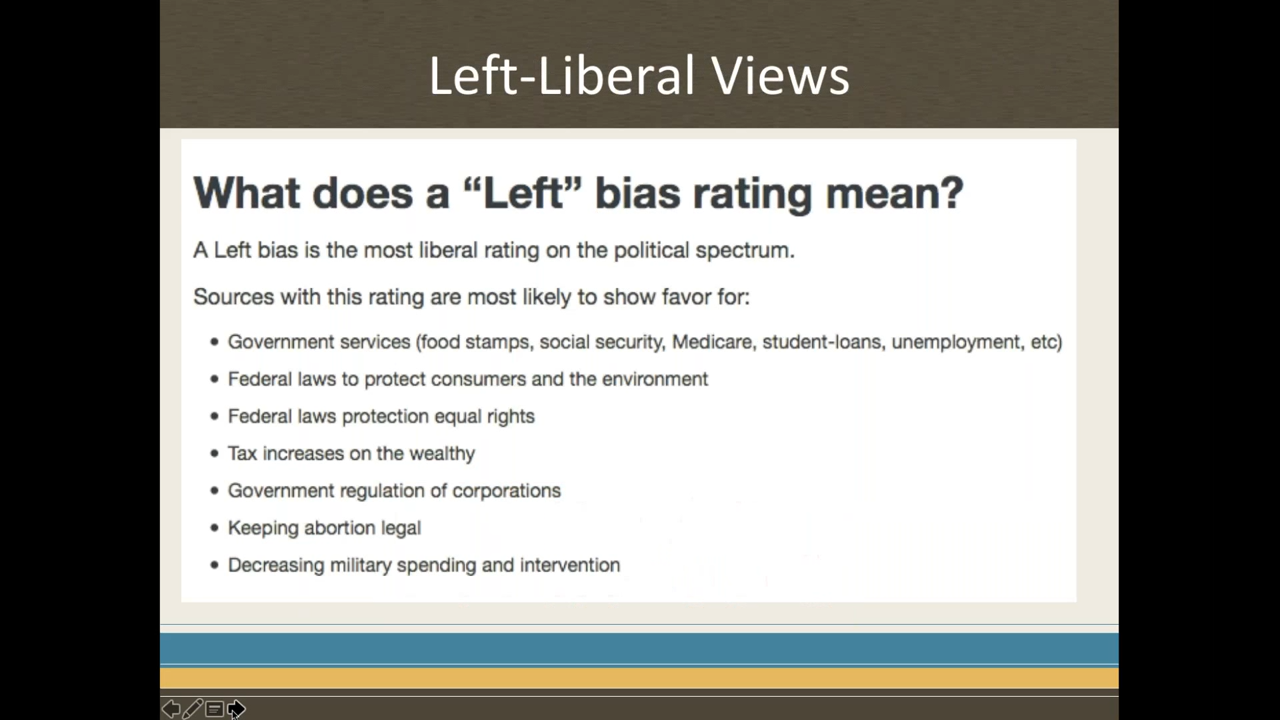 Left-Liberal Views
What does a “Left” bias rating mean?
A Left bias is the most liberal rating on the political spectrum.
Sources with this rating are most likely to show favor for:
• Government services (food stamps, social security, Medicare, student-loans, unemployment, etc)
• Federal laws to protect consumers and the environment
• Federal laws protection equal rights
• Tax increases on the wealthy
• Government regulation of corporations
• Keeping abortion legal
• Decreasing military spending and intervention